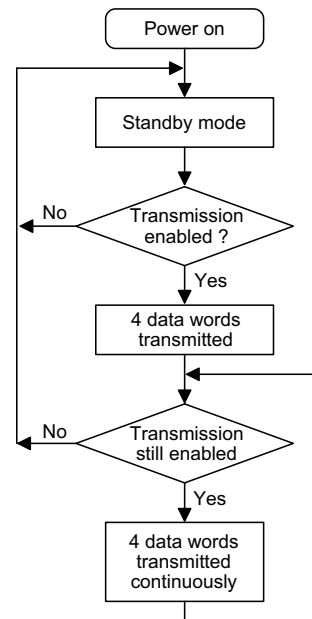 Power on
Standby mode
Transmission
enabled ?
No
Yes
4 data words
transmitted
Transmission
still enabled
No
Yes
4 data words
transmitted
continuously